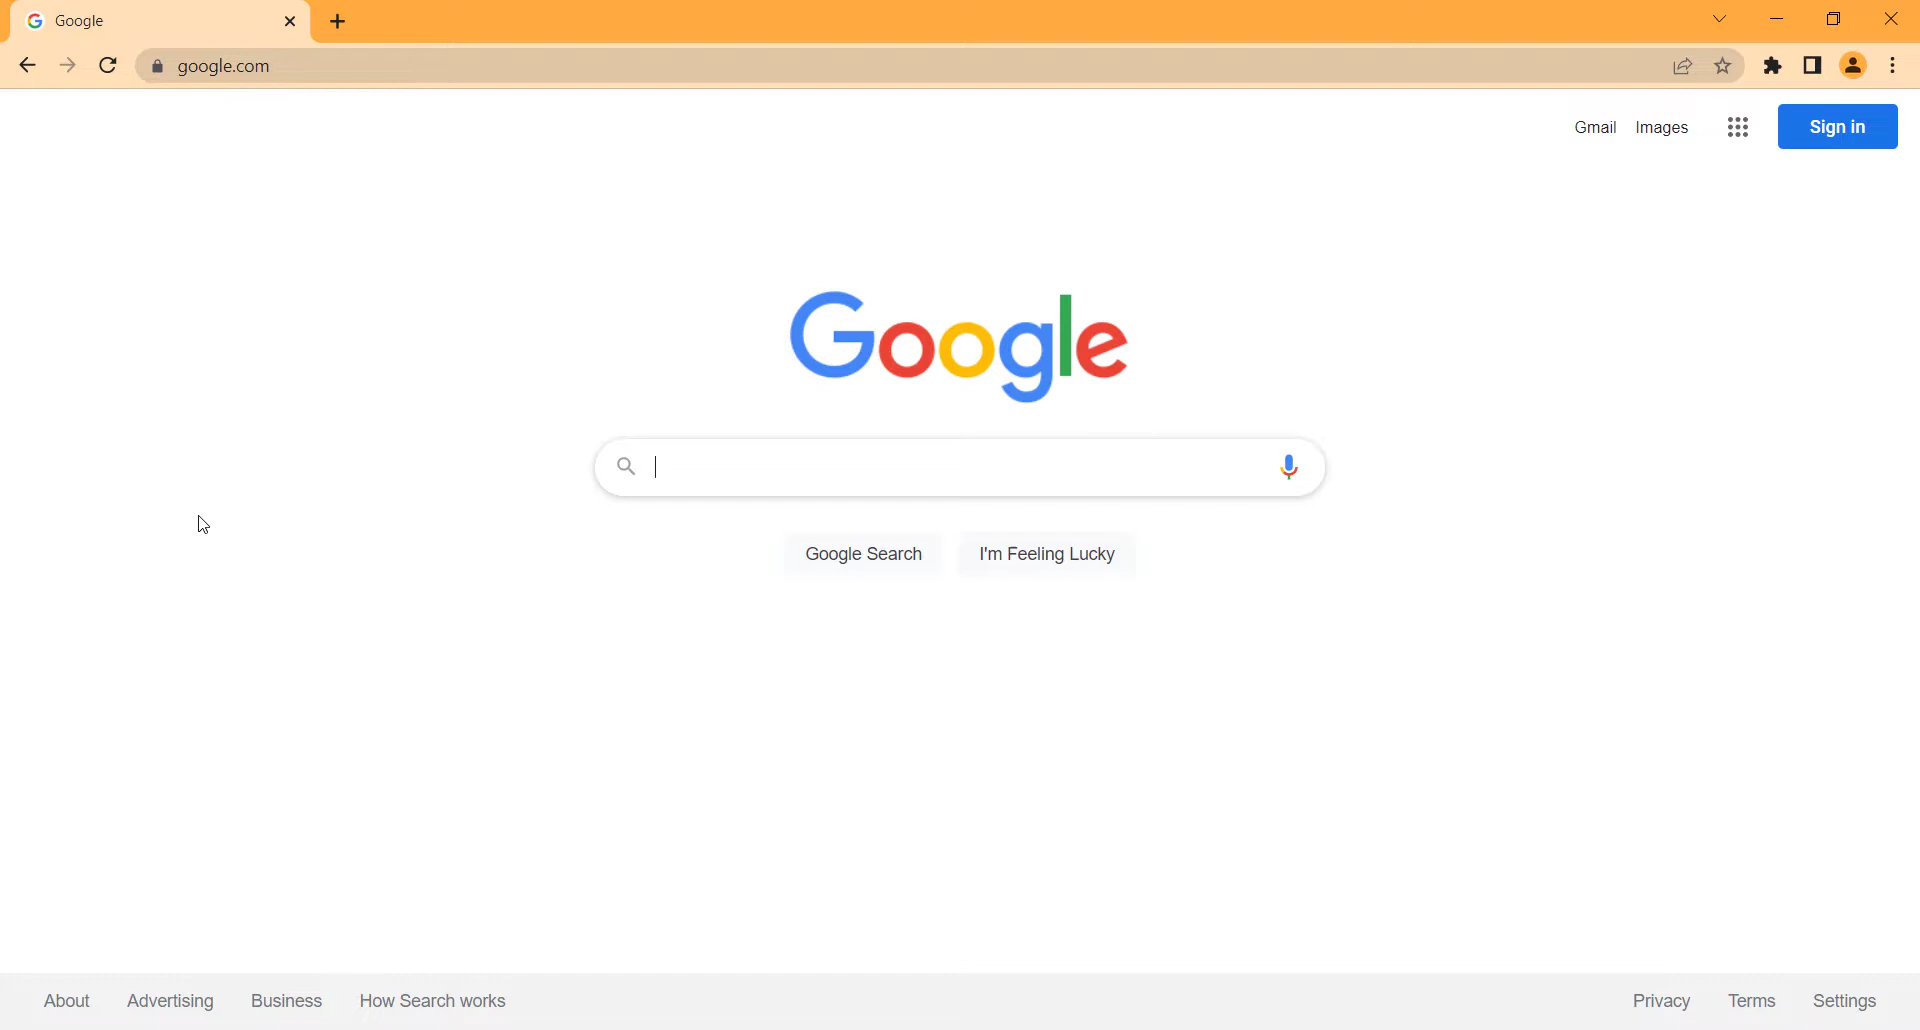 Google
google.com
Gmail Images Sign in
Google
Google Search I'm Feeling Lucky
About Advertising Business How Search works Privacy Terms Settings